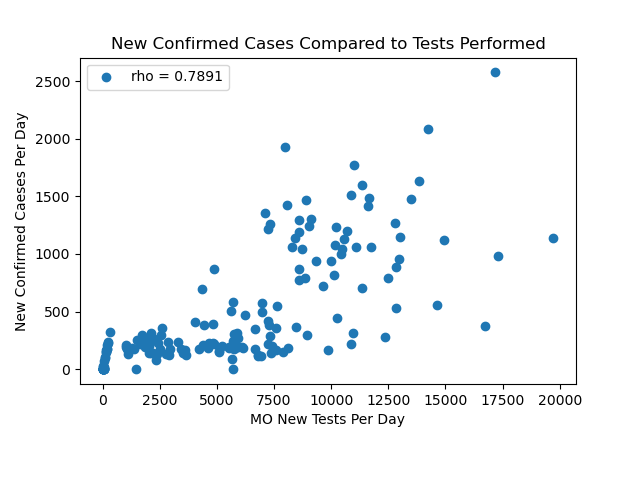 New Confirmed Cases Compared to Tests Performed
rho = 0.7891
New Confirmed Caeses Per Day
2500
2000
1500
1000
500
0
0 2500 5000 7500 10000 12500 15000 17500 20000
MO New Tests Per Day